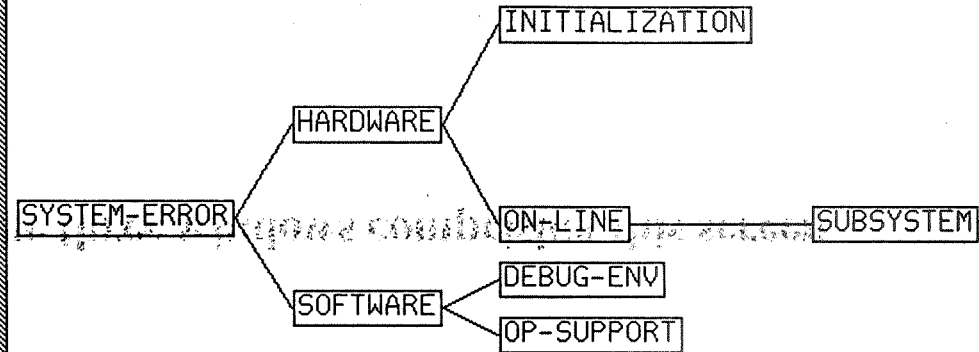 INITIALIZATION
HARDWARE
SYSTEM-ERROR
ON-LINE
SUBSYSTEM
DEBUG-ENV
SOFTWARE
OP-SUPPORT